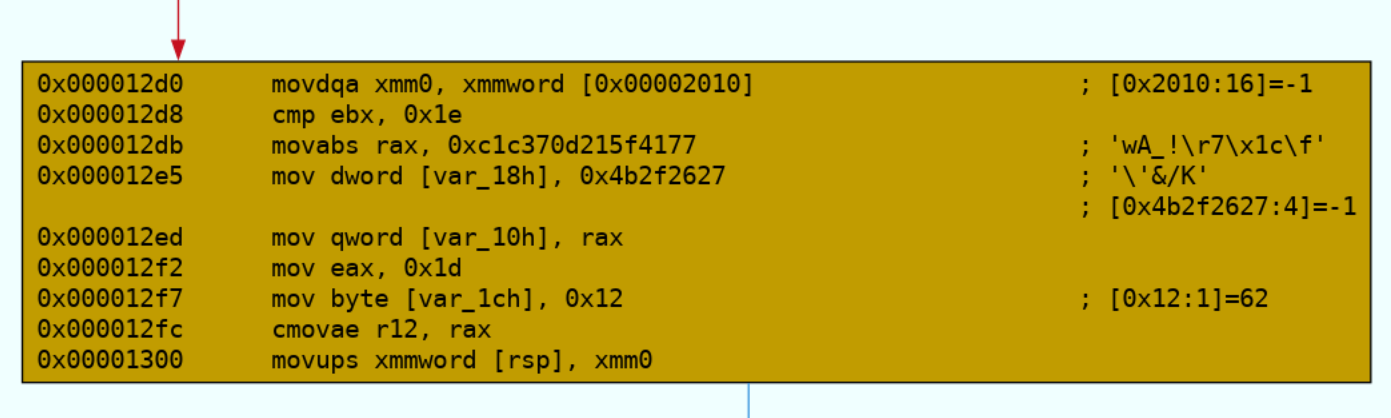 0x000012d0 movdqa xmm0, xmmword [0x00002010] ; [0x2010:16]=-1
0x000012d8 cmp ebx, 0x1e
0x000012db movabs rax, 0xc1c370d215f4177 ; 'wA_!\r7\x1c\f'
0x000012e5 mov dword [var_18h], 0x4b2f2627 ; '\'&/K'
; [0x4b2f2627:4]=-1
0x000012ed mov qword [var_10h], rax
0x000012f2 mov eax, 0x1d
0x000012f7 mov byte [var_1ch], 0x12 ; [0x12:1]=62
0x000012fc cmovae r12, rax
0x00001300 movups xmmword [rsp], xmm0